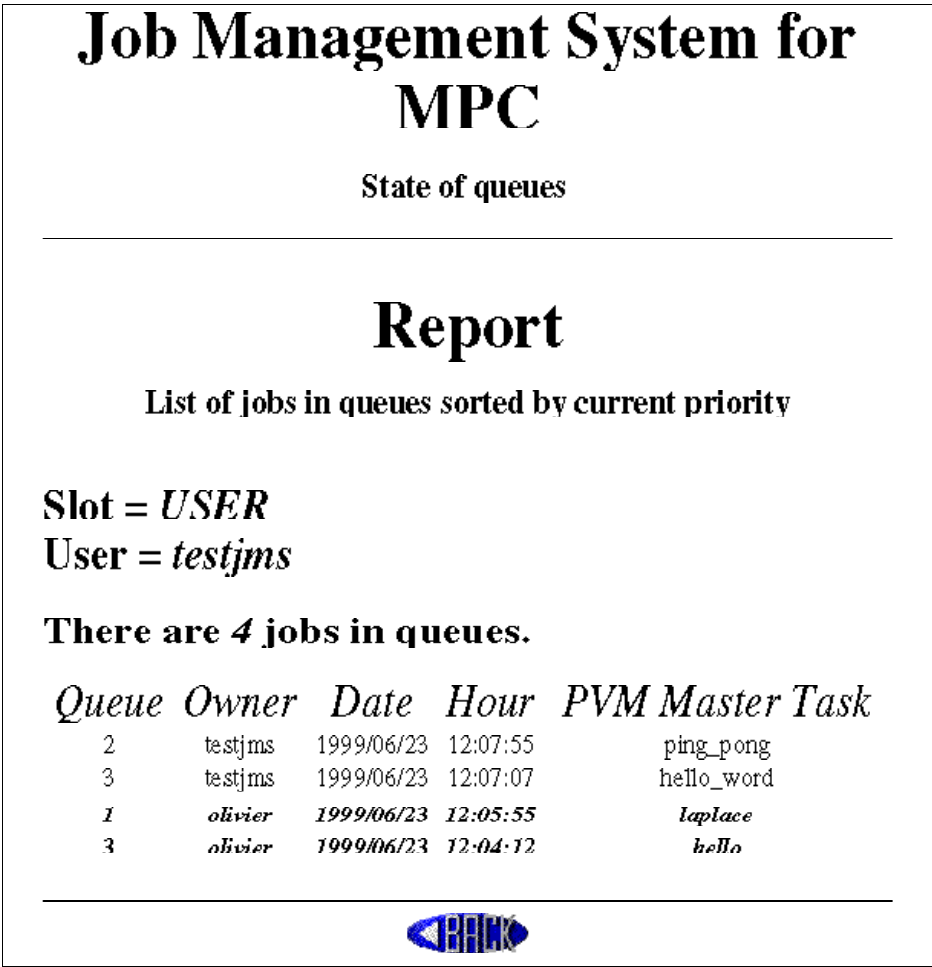 Job Management System for
MPC
State of queues
Report
List of jobs in queues sorted by current priority
Slot = USER
User = testjms
There are 4 jobs in queues.
Queue Owner Date Hour PVM Master Task
2 testjms 1999/06/23 12:07:55 ping_pong
3 testjms 1999/06/23 12:07:07 hello_word
1 olivier 1999/06/23 12:05:55 laplace
3 olivier 1999/06/23 12:04:12 hello
BACK